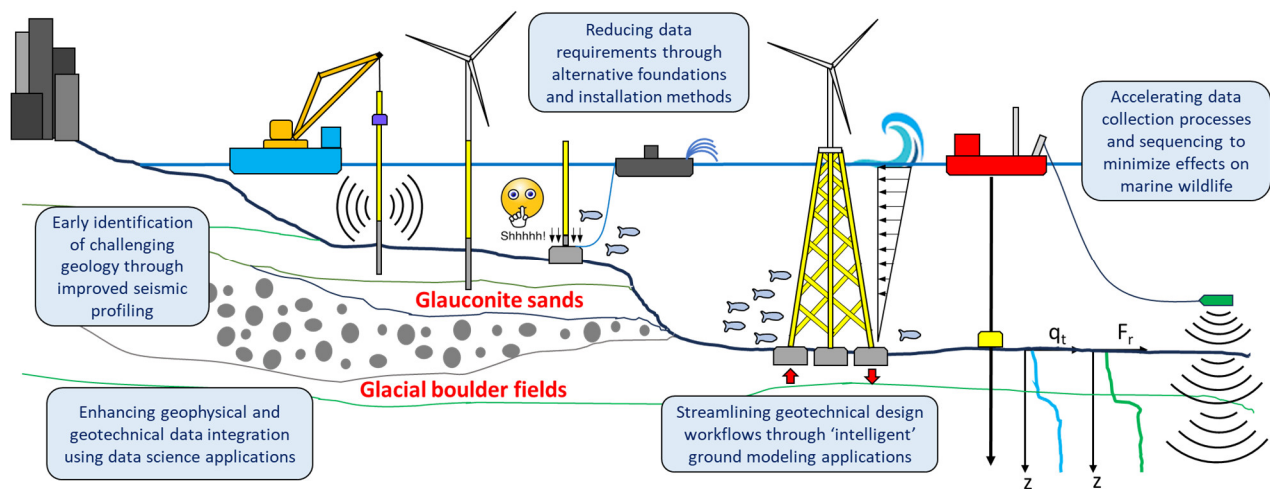 Reducing data
requirements through
alternative foundations
and installation methods
Accelerating data
collection processes
and sequencing to
minimize effects on
marine wildlife
Early identification
of challenging
geology through
improved seismic
profiling
Shhhhh!
Glauconite sands
Glacial boulder fields
qt
Fr
Enhancing geophysical and
geotechnical data integration
using data science applications
Streamlining geotechnical design
workflows through ‘intelligent’
ground modeling applications
z
z